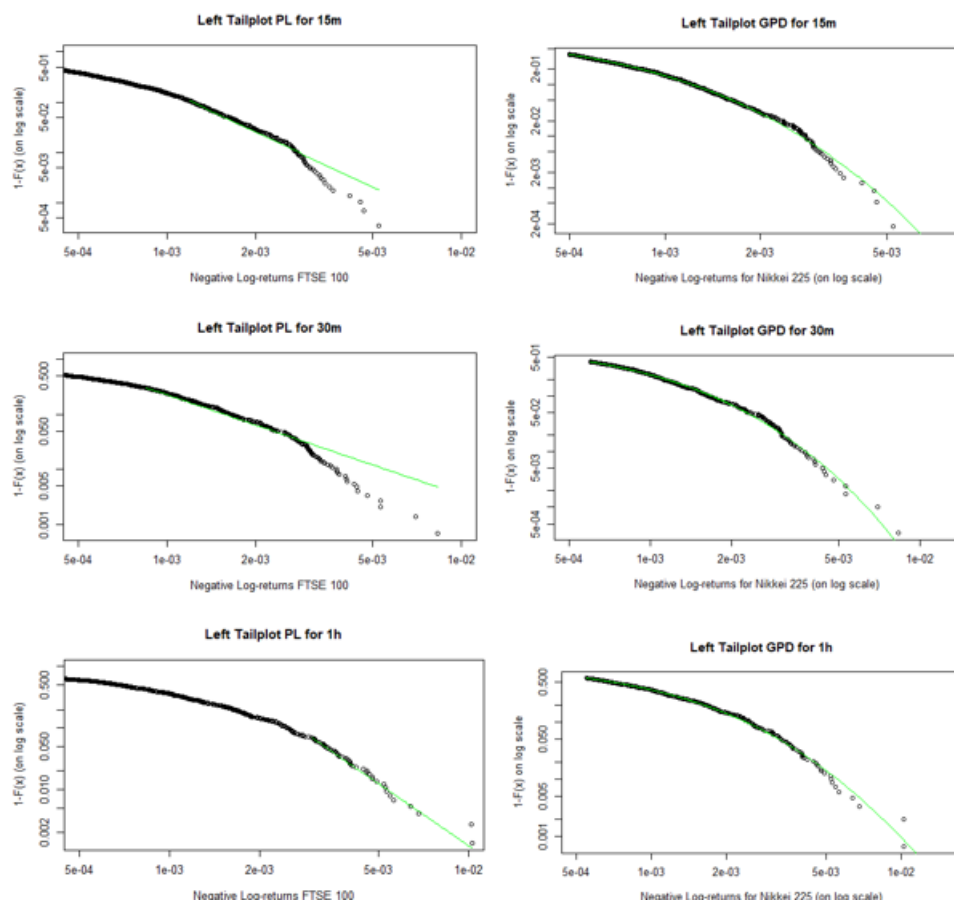 Left Tailplot PL for 15m
1-F(x) (on log scale)
5e-01
5e-02
5e-03
5e-04
5e-04 1e-03 2e-03 5e-03 1e-02
Negative Log-returns FTSE 100
Left Tailplot GPD for 15m
1-F(x) on log scale
2e-01
2e-02
2e-03
2e-04
5e-04 1e-03 2e-03 5e-03
Negative Log-returns for Nikkei 225 (on log scale)
Left Tailplot PL for 30m
1-F(x) (on log scale)
0.500
0.050
0.005
0.001
5e-04 1e-03 2e-03 5e-03 1e-02
Negative Log-returns FTSE 100
Left Tailplot GPD for 30m
1-F(x) on log scale
5e-01
5e-02
5e-03
5e-04
5e-04 1e-03 2e-03 5e-03 1e-02
Negative Log-returns for Nikkei 225 (on log scale)
Left Tailplot PL for 1h
1-F(x) (on log scale)
0.500
0.050
0.010
0.002
5e-04 1e-03 2e-03 5e-03 1e-02
Negative Log-returns FTSE 100
Left Tailplot GPD for 1h
1-F(x) on log scale
0.500
0.050
0.005
0.001
5e-04 1e-03 2e-03 5e-03 1e-02
Negative Log-returns for Nikkei 225 (on log scale)